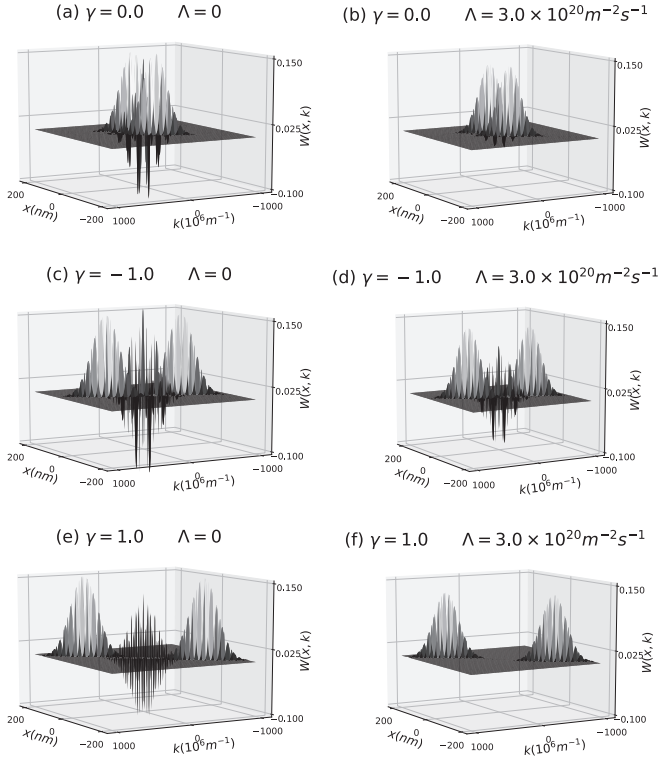 (a) γ = 0.0 Λ = 0
0.150
0.025
−0.100
W(x, k)
200
0
−200
x(nm)
1000
0
−1000
k(10⁶m⁻¹)
(b) γ = 0.0 Λ = 3.0 × 10²⁰m⁻²s⁻¹
0.150
0.025
−0.100
W(x, k)
200
0
−200
x(nm)
1000
0
−1000
k(10⁶m⁻¹)
(c) γ = − 1.0 Λ = 0
0.150
0.025
−0.100
W(x, k)
200
0
−200
x(nm)
1000
0
−1000
k(10⁶m⁻¹)
(d) γ = − 1.0 Λ = 3.0 × 10²⁰m⁻²s⁻¹
0.150
0.025
−0.100
W(x, k)
200
0
−200
x(nm)
1000
0
−1000
k(10⁶m⁻¹)
(e) γ = 1.0 Λ = 0
0.150
0.025
−0.100
W(x, k)
200
0
−200
x(nm)
1000
0
−1000
k(10⁶m⁻¹)
(f) γ = 1.0 Λ = 3.0 × 10²⁰m⁻²s⁻¹
0.150
0.025
−0.100
W(x, k)
200
0
−200
x(nm)
1000
0
−1000
k(10⁶m⁻¹)